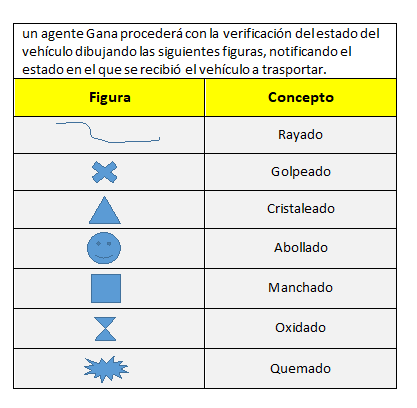 un agente Gana procederá con la verificación del estado del
vehículo dibujando las siguientes figuras, notificando el
estado en el que se recibió el vehículo a trasportar.
Figura Concepto
Rayado
Golpeado
Cristaleado
Abollado
Manchado
Oxidado
Quemado